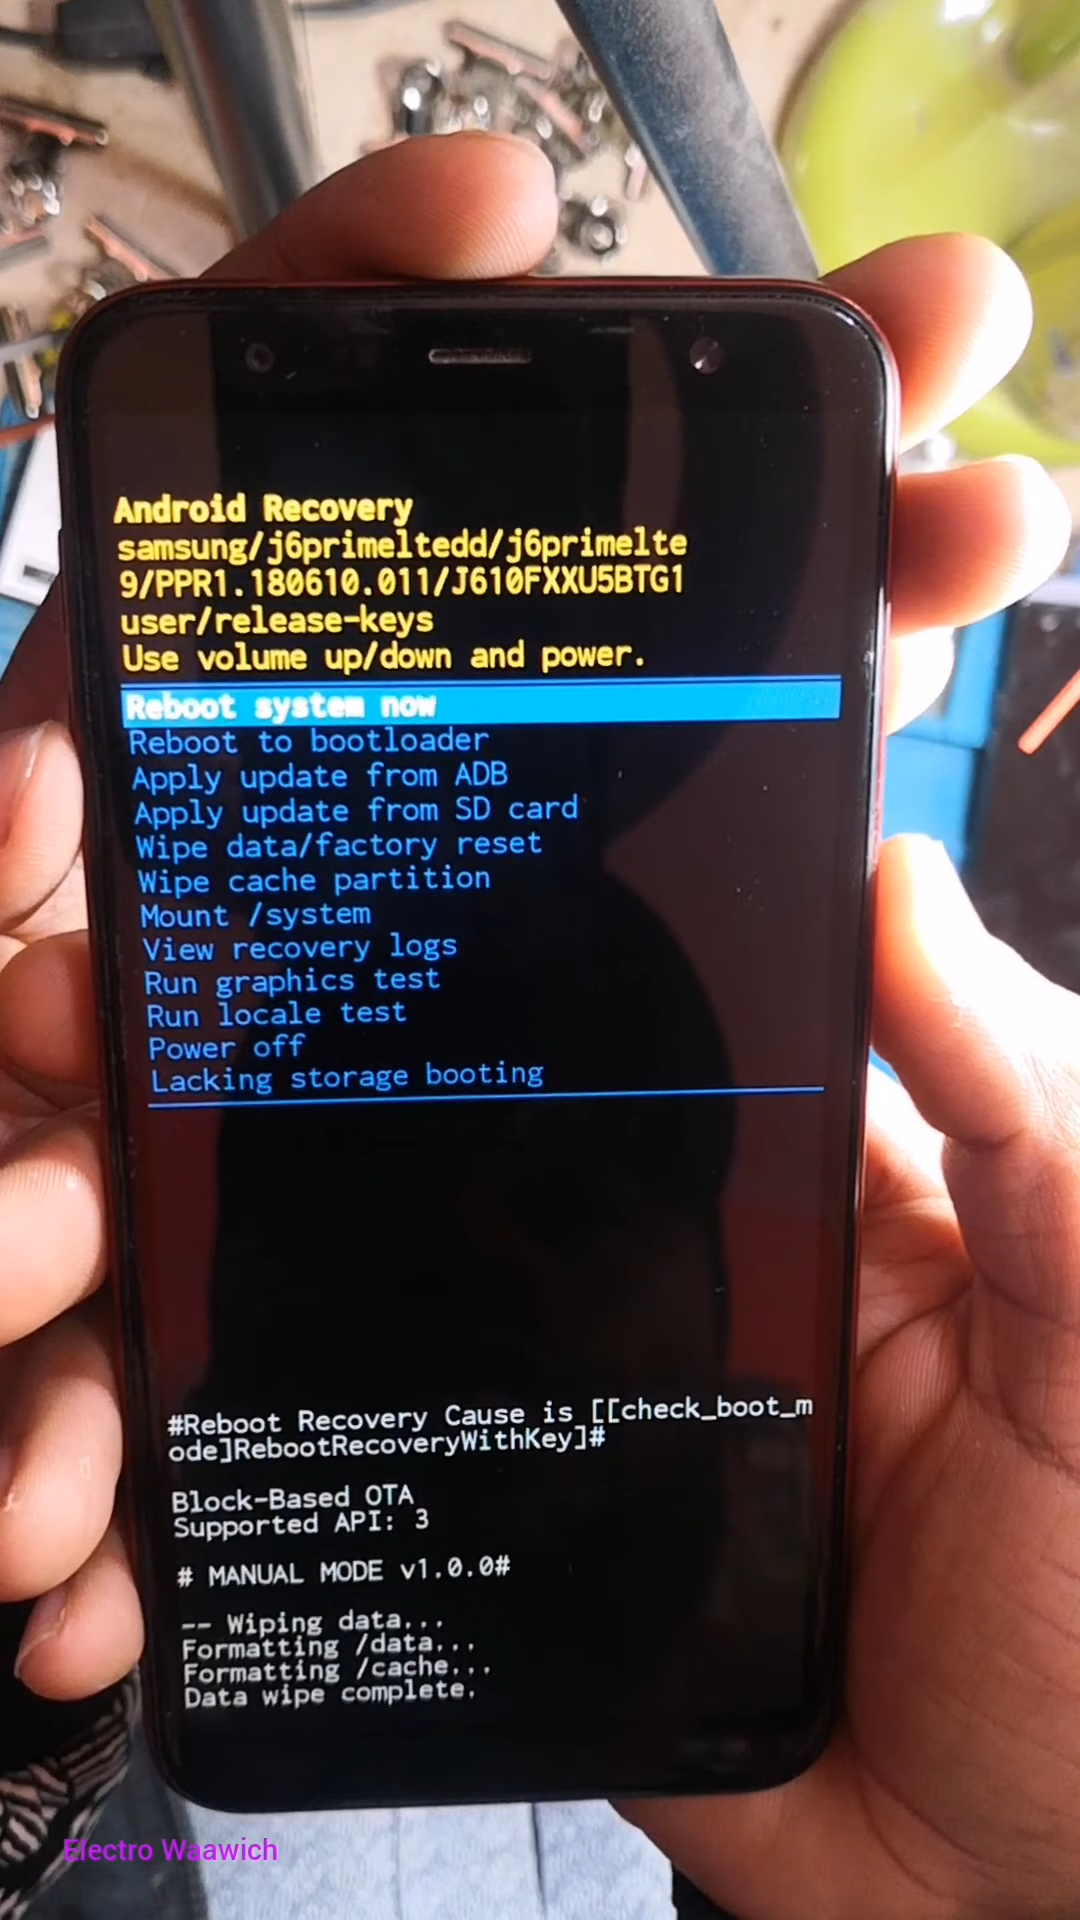 Android Recovery
samsung/j6primeltedd/j6primelte
9/PPR1.180610.011/J610FXXU5BTG1
user/release-keys
Use volume up/down and power.
Reboot system now
Reboot to bootloader
Apply update from ADB
Apply update from SD card
Wipe data/factory reset
Wipe cache partition
Mount /system
View recovery logs
Run graphics test
Run locale test
Power off
Lacking storage booting
#Reboot Recovery Cause is [[check_boot_m
ode]RebootRecoveryWithKey]#
Block-Based OTA
Supported API: 3
# MANUAL MODE v1.0.0#
-- Wiping data...
Formatting /data...
Formatting /cache...
Data wipe complete.
Electro Waawich